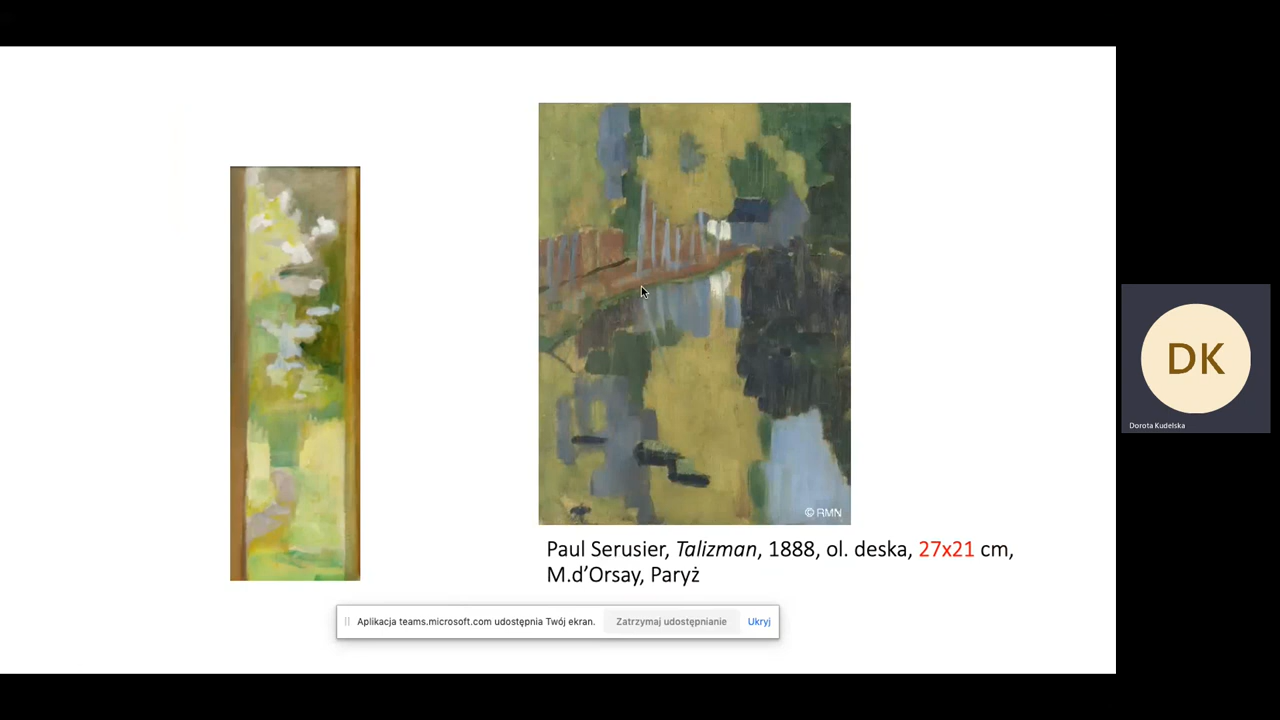 © RMN
Paul Serusier, Talizman, 1888, ol. deska, 27x21 cm,
M.d’Orsay, Paryż
Aplikacja teams.microsoft.com udostępnia Twój ekran.
Zatrzymaj udostępnianie
Ukryj
DK
Dorota Kudelska